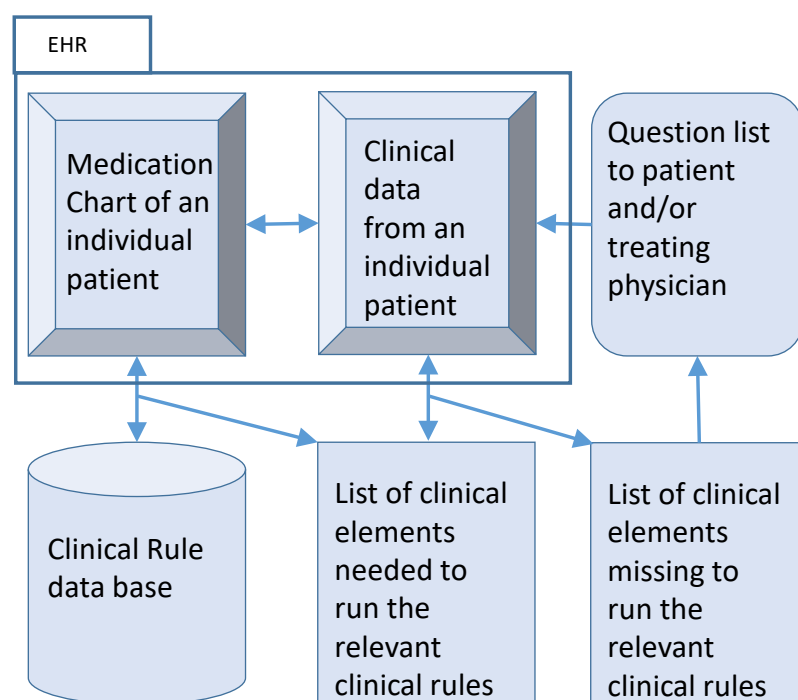 EHR
Medication
Chart of an
individual
patient
Clinical
data
from an
individual
patient
Question list
to patient
and/or
treating
physician
Clinical Rule
data base
List of clinical
elements
needed to
run the
relevant
clinical rules
List of clinical
elements
missing to
run the
relevant
clinical rules